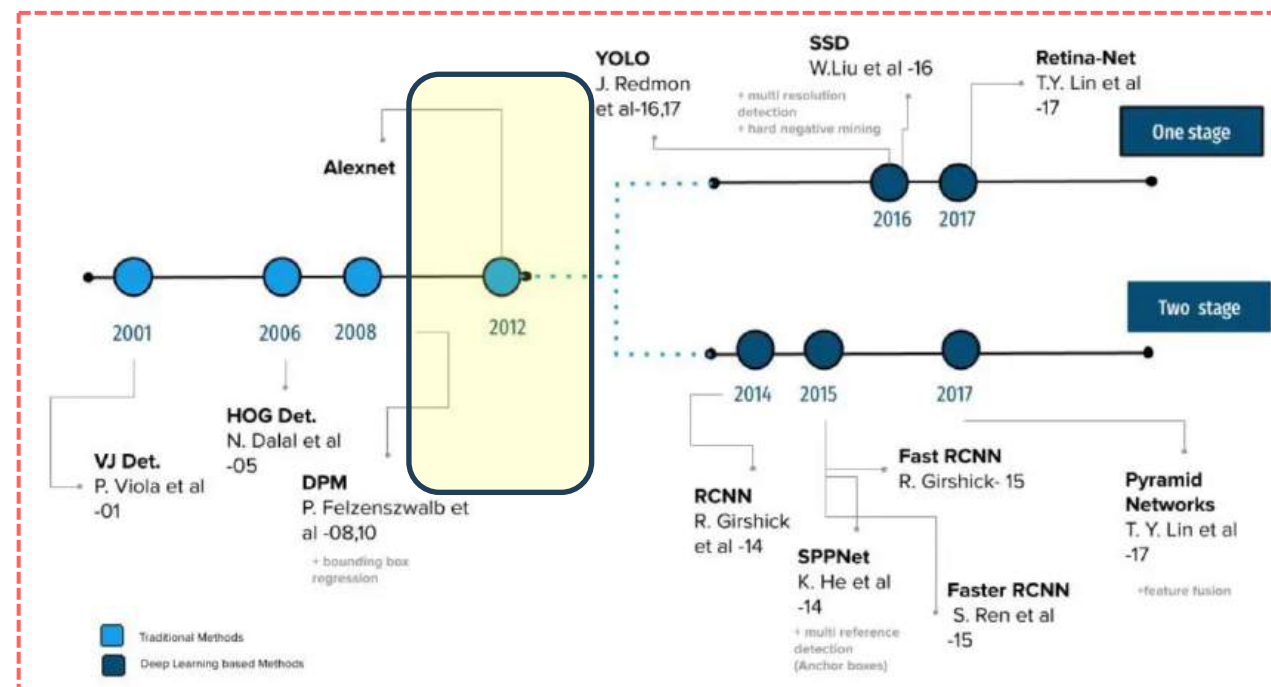 YOLO
J. Redmon
et al-16,17
SSD
W.Liu et al -16
+ multi resolution
detection
+ hard negative mining
Retina-Net
T.Y. Lin et al
-17
One stage
Alexnet
2016
2017
2001
2006
2008
2012
Two stage
2014
2015
2017
VJ Det.
P. Viola et al
-01
HOG Det.
N. Dalal et al
-05
DPM
P. Felzenszwalb et
al -08,10
+ bounding box
regression
RCNN
R. Girshick
et al -14
Fast RCNN
R. Girshick- 15
SPPNet
K. He et al
-14
+ multi reference
detection
(Anchor boxes)
Faster RCNN
S. Ren et al
-15
Pyramid
Networks
T. Y. Lin et al
-17
+feature fusion
Traditional Methods
Deep Learning based Methods